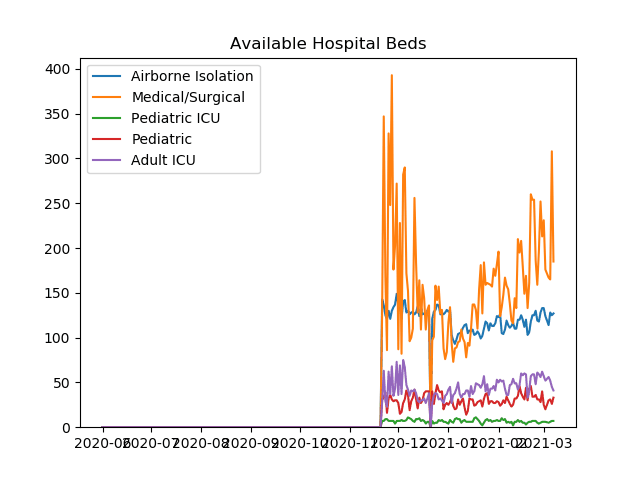 Available Hospital Beds
Airborne Isolation
Medical/Surgical
Pediatric ICU
Pediatric
Adult ICU
400
350
300
250
200
150
100
50
0
2020-06 2020-07 2020-08 2020-09 2020-10 2020-11 2020-12 2021-01 2021-02 2021-03